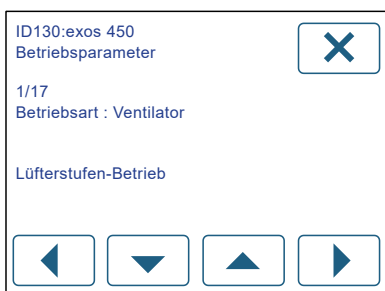 ID130:exos 450
Betriebsparameter
1/17
Betriebsart : Ventilator
Lüfterstufen-Betrieb